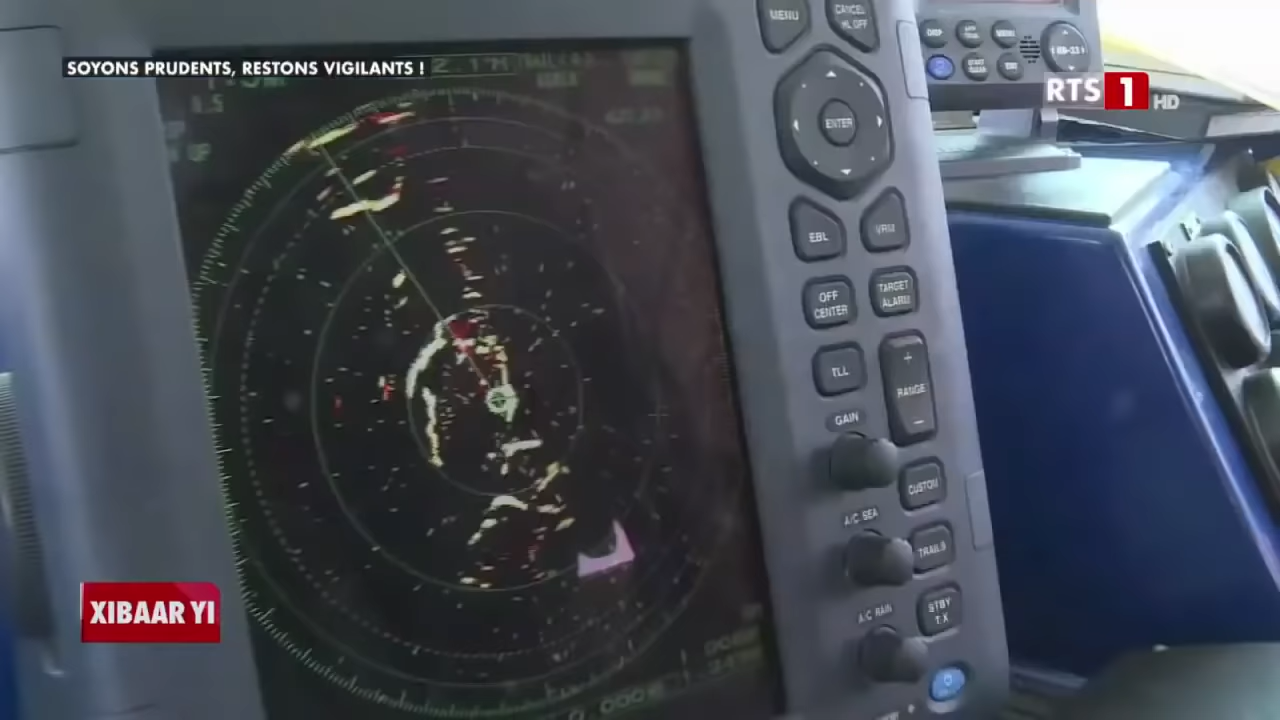 SOYONS PRUDENTS, RESTONS VIGILANTS !
RTS 1 HD
MENU
CANCEL
HL OFF
ENTER
EBL
VRM
OFF
CENTER
TARGET
ALARM
TLL
+
RANGE
-
GAIN
CUSTOM
A/C SEA
TRAILS
A/C RAIN
STBY
TX
XIBAAR YI